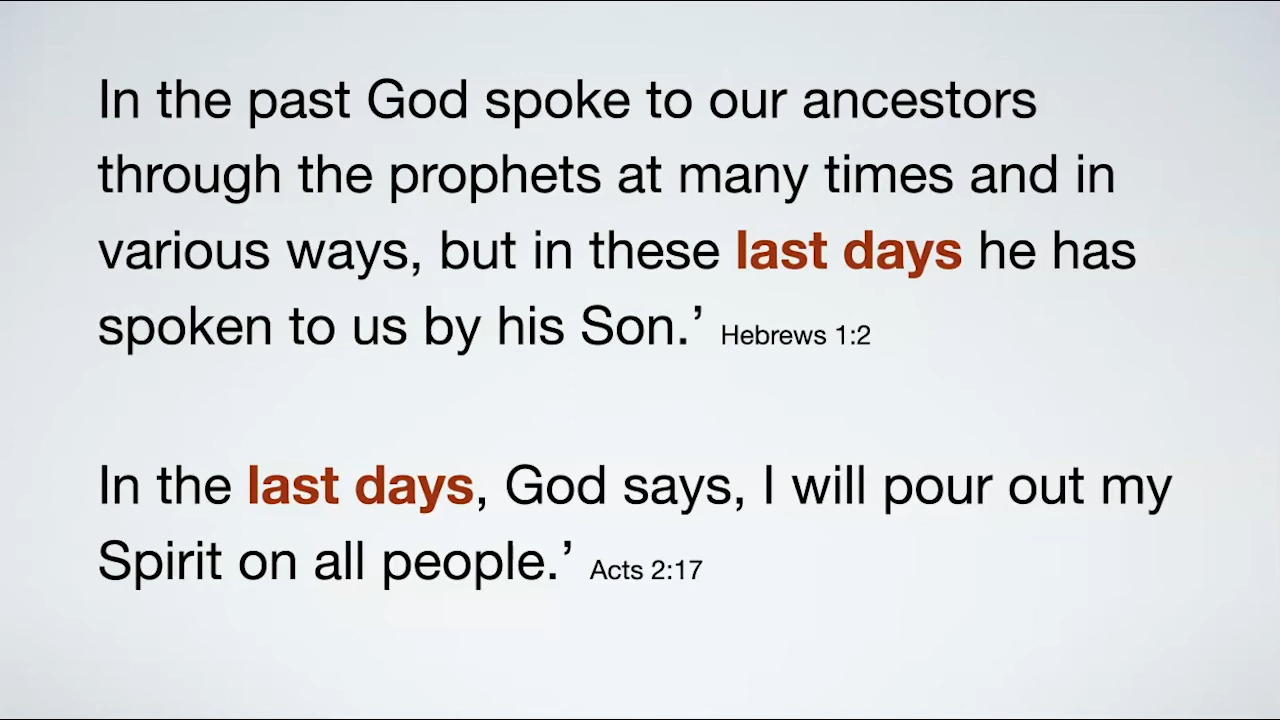 In the past God spoke to our ancestors
through the prophets at many times and in
various ways, but in these last days he has
spoken to us by his Son.’ Hebrews 1:2
In the last days, God says, I will pour out my
Spirit on all people.’ Acts 2:17